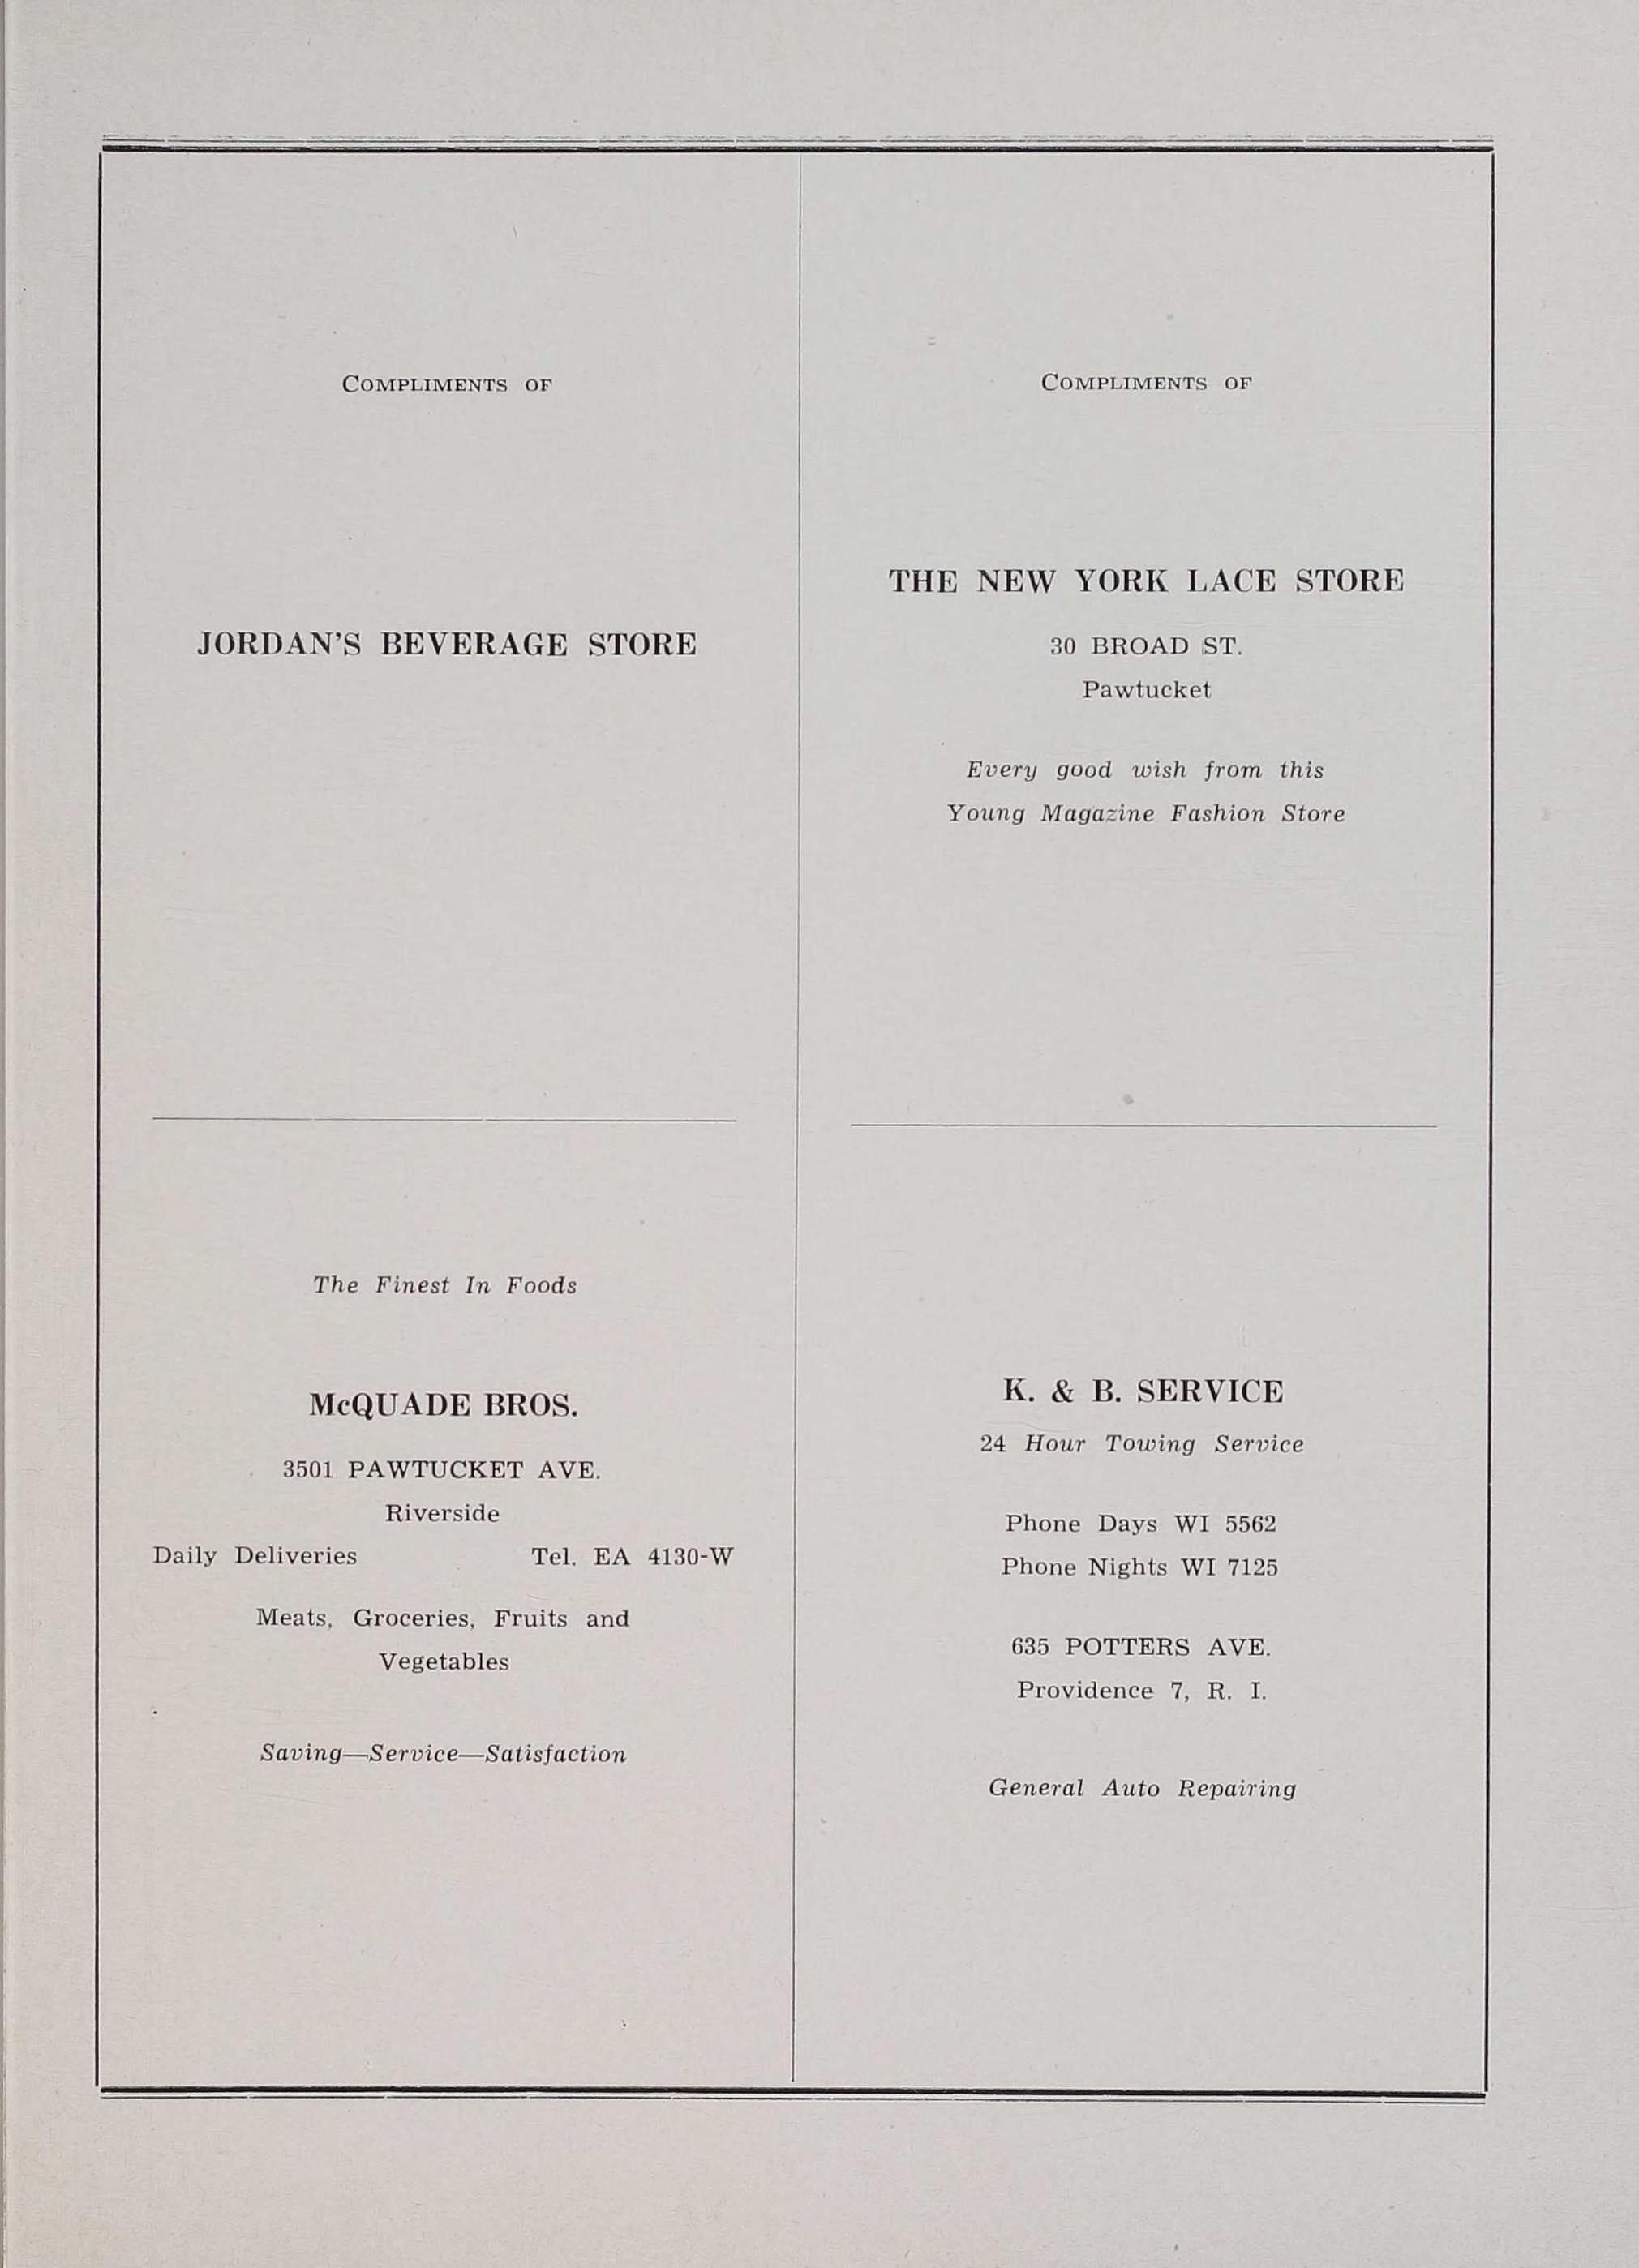 COMPLIMENTS OF
JORDAN'S BEVERAGE STORE
COMPLIMENTS OF
THE NEW YORK LACE STORE
30 BROAD ST.
Pawtucket
Every good wish from this
Young Magazine Fashion Store
The Finest In Foods
McQUADE BROS.
3501 PAWTUCKET AVE.
Riverside
Daily Deliveries Tel. EA 4130-W
Meats, Groceries, Fruits and
Vegetables
Saving—Service—Satisfaction
K. & B. SERVICE
24 Hour Towing Service
Phone Days WI 5562
Phone Nights WI 7125
635 POTTERS AVE.
Providence 7, R. I.
General Auto Repairing